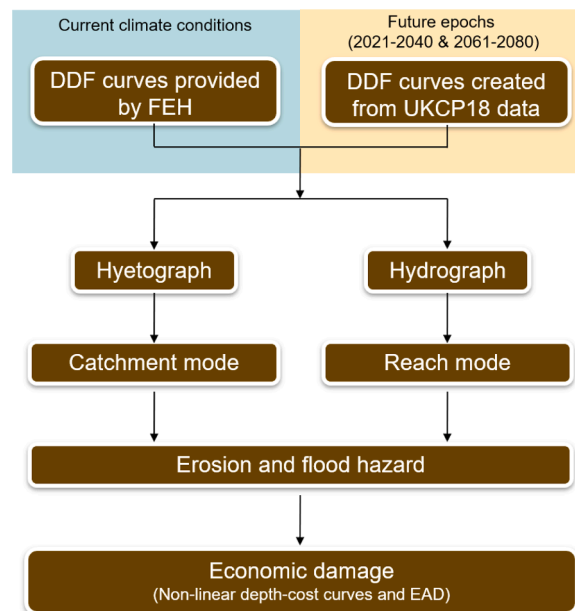 Current climate conditions
Future epochs
(2021-2040 & 2061-2080)
DDF curves provided
by FEH
DDF curves created
from UKCP18 data
Hyetograph
Hydrograph
Catchment mode
Reach mode
Erosion and flood hazard
Economic damage
(Non-linear depth-cost curves and EAD)